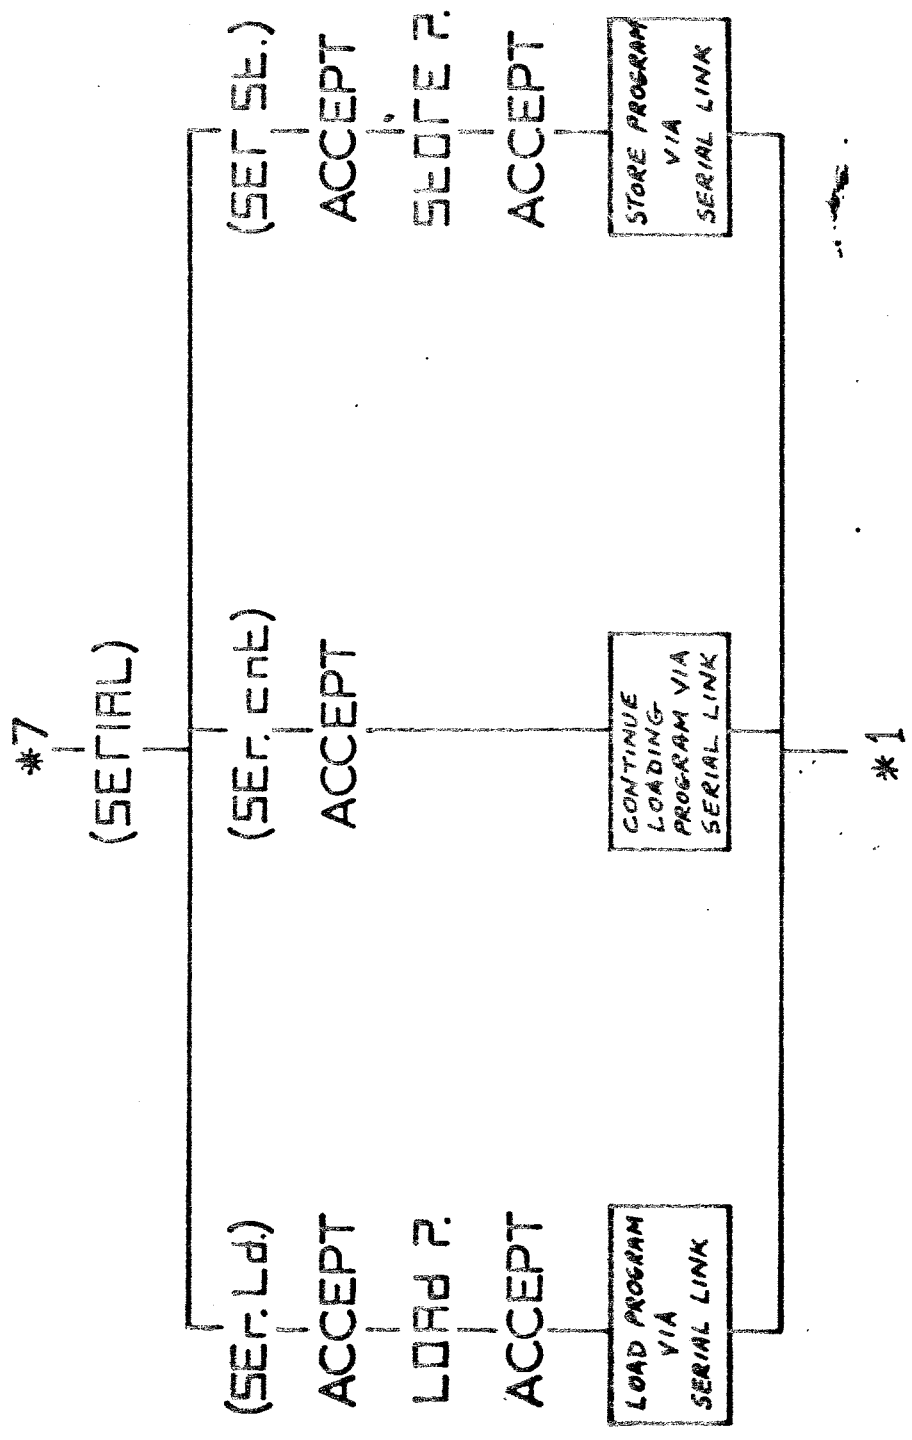 *7
(SErIAL)
(SEr. Ld.)
ACCEPT
LOAd ?.
ACCEPT
LOAD PROGRAM
VIA
SERIAL LINK
(SEr. cnt)
ACCEPT
CONTINUE
LOADING
PROGRAM VIA
SERIAL LINK
(SEr St.)
ACCEPT
StOrE ?.
ACCEPT
STORE PROGRAM
VIA
SERIAL LINK
*1